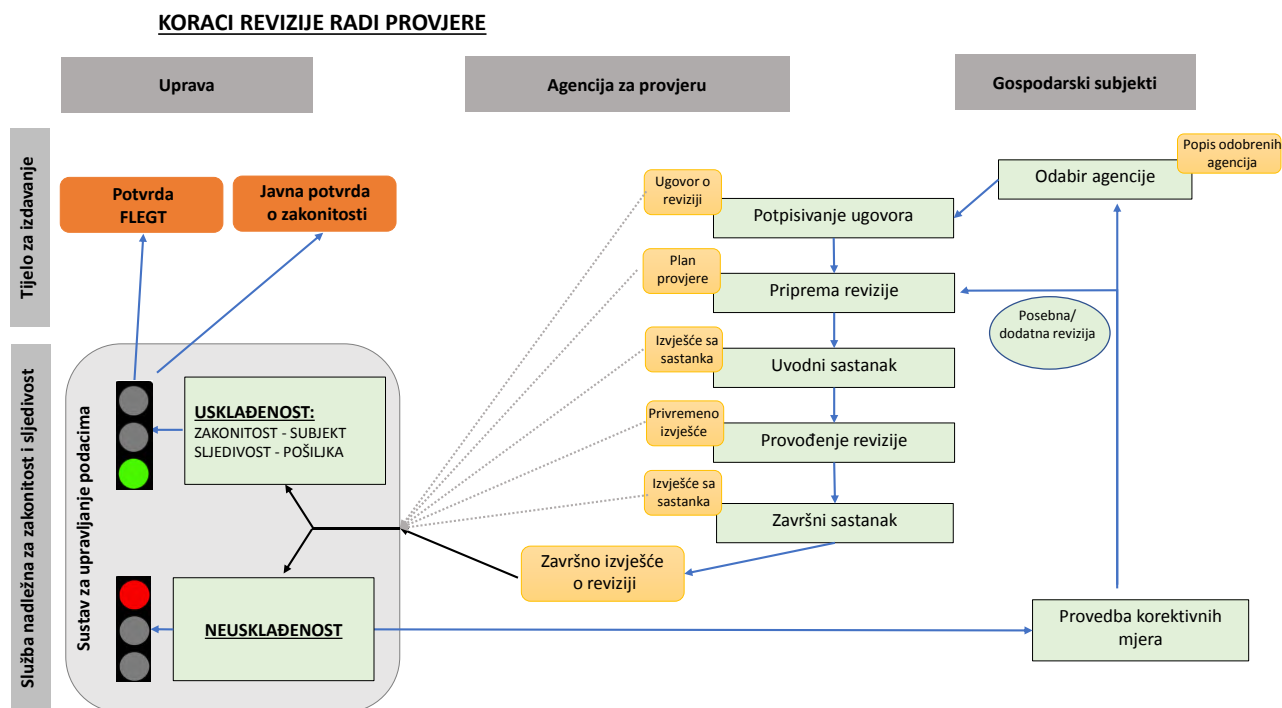 KORACI REVIZIJE RADI PROVJERE
Uprava
Agencija za provjeru
Gospodarski subjekti
Tijelo za izdavanje
Potvrda
FLEGT
Javna potvrda
o zakonitosti
Ugovor o
reviziji
Potpisivanje ugovora
Odabir agencije
Popis odobrenih
agencija
Plan
provjere
Priprema revizije
Posebna/
dodatna revizija
Služba nadležna za zakonitost i sljedivost
Sustav za upravljanje podacima
USKLAĐENOST:
ZAKONITOST - SUBJEKT
SLJEDIVOST - POŠILJKA
Izvješće sa
sastanka
Uvodni sastanak
Privremeno
izvješće
Provođenje revizije
Izvješće sa
sastanka
Završni sastanak
Završno izvješće
o reviziji
NEUSKLAĐENOST
Provedba korektivnih
mjera